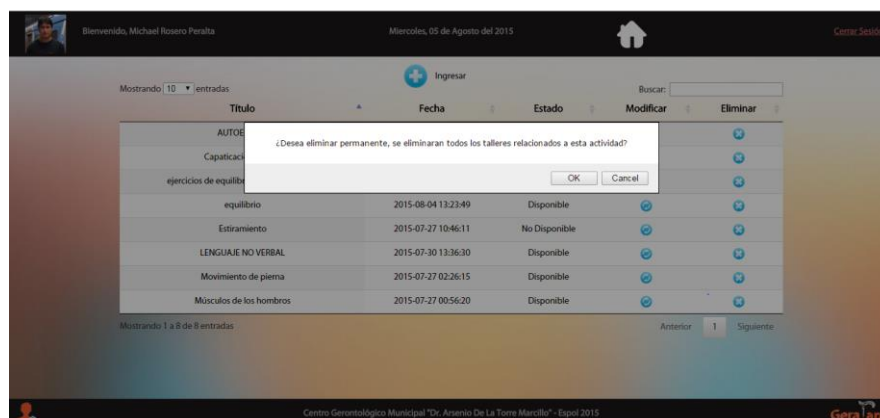 Bienvenido, Michael Rosero Peralta Miercoles, 05 de Agosto del 2015 Cerrar Sesión
Ingresar
Mostrando 10 entradas Buscar:
Título Fecha Estado Modificar Eliminar
AUTOE
¿Desea eliminar permanente, se eliminaran todos los talleres relacionados a esta actividad?
Capaticaci
ejercicios de equilibr OK Cancel
equilibrio 2015-08-04 13:23:49 Disponible
Estiramiento 2015-07-27 10:46:11 No Disponible
LENGUAJE NO VERBAL 2015-07-30 13:36:30 Disponible
Movimiento de pierna 2015-07-27 02:26:15 Disponible
Músculos de los hombros 2015-07-27 00:56:20 Disponible
Mostrando 1 a 8 de 8 entradas Anterior 1 Siguiente
Centro Gerontológico Municipal "Dr. Arsenio De La Torre Marcillo" - Espol 2015